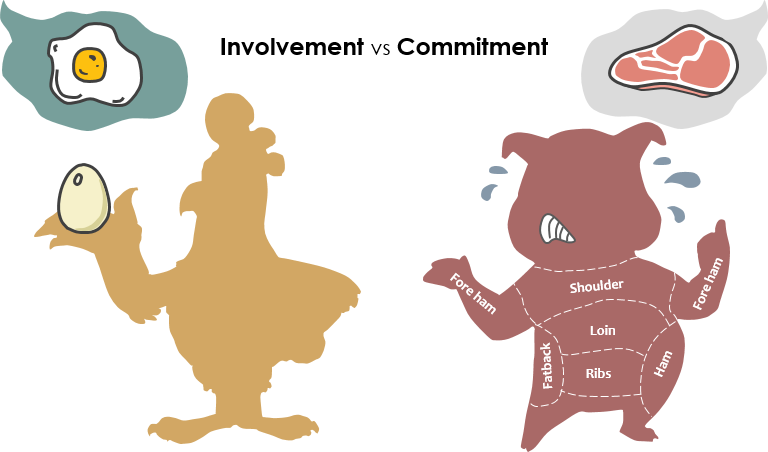 Involvement vs Commitment
Fore ham
Shoulder
Fore ham
Loin
Fatback
Ribs
Ham